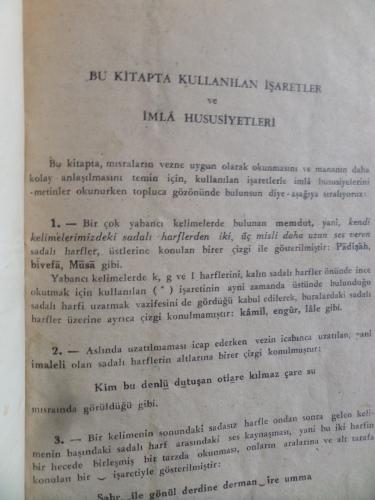 BU KİTAPTA KULLANILAN İŞARETLER
ve
İMLÂ HUSUSİYETLERİ
Bu kitapta, mısraların vezne uygun olarak okunmasını ve mananın daha
kolay anlaşılmasını temin için, kullanılan işaretlerle imlâ hususiyetlerini
-metinler okunurken topluca gözönünde bulunsun diye-aşağıya sıralıyoruz:
1. — Bir çok yabancı kelimelerde bulunan memdut, yani, kendi
kelimelerimizdeki sadalı harflerden iki, üç misli daha uzun ses veren
sadalı harfler, üstlerine konulan birer çizgi ile gösterilmiştir: Pādişāh,
bivefā, Mūsā gibi.
Yabancı kelimelerde k, g ve l harflerini, kalın sadalı harfler önünde ince
okutmak için kullanılan (^) işaretinin ayni zamanda üstünde bulunduğu
sadalı harfi uzatmak vazifesini de gördüğü kabul edilerek, buralardaki sadalı
harfler üzerine ayrıca çizgi konulmamıştır: kâmil, engûr, lâle gibi.
2. — Aslında uzatılmaması icap ederken vezin icabınca uzatılan, yani
imaleli olan sadalı harflerin altlarına birer çizgi konulmuştur:
Kim bu denlü dutuşan otlare kılmaz çare su
mısraında görüldüğü gibi.
3. — Bir kelimenin sonundaki sadasız harfle ondan sonra gelen keli-
menin başındaki sadalı harf arasındaki ses kaynaşması, yani bu iki harfin
bir hecede birleşmiş bir tarzda okunması, onların aralarına ve alt tarafa
konulan bir ‿ işaretiyle gösterilmiştir:
Sabr‿ile gönül derdine derman‿ire umma